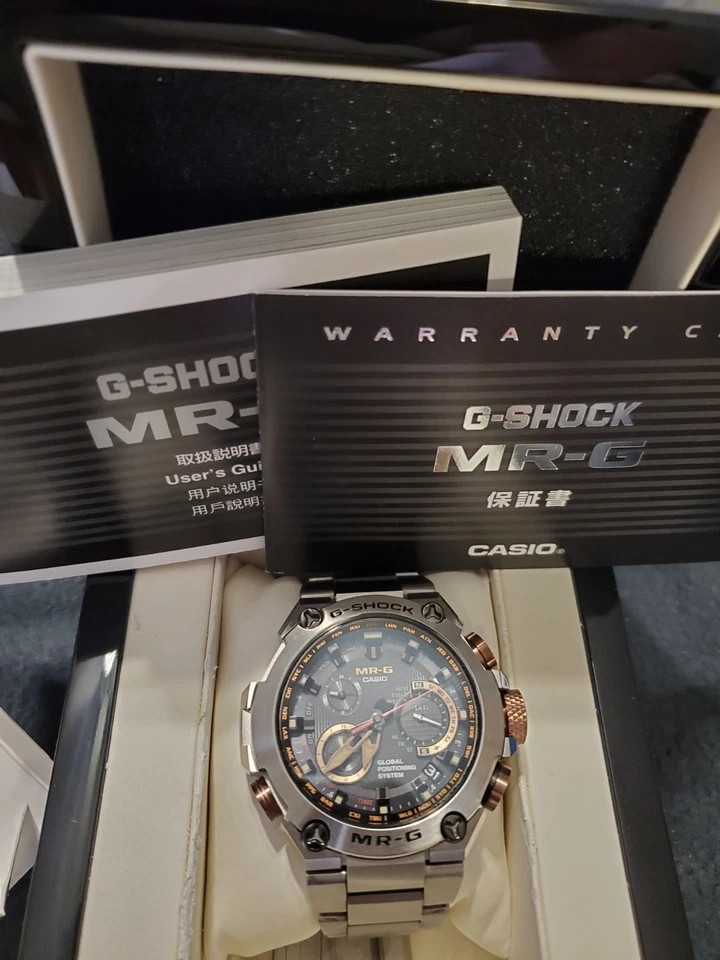 WARRANTY C
G-SHOCK
MR-G
保証書
CASIO
G-SHOC
MR-
取扱説明書
User's Gui
用户说明
用戶說明
G-SHOCK
MR-G
CASIO
GLOBAL
POSITIONING
SYSTEM
MR-G